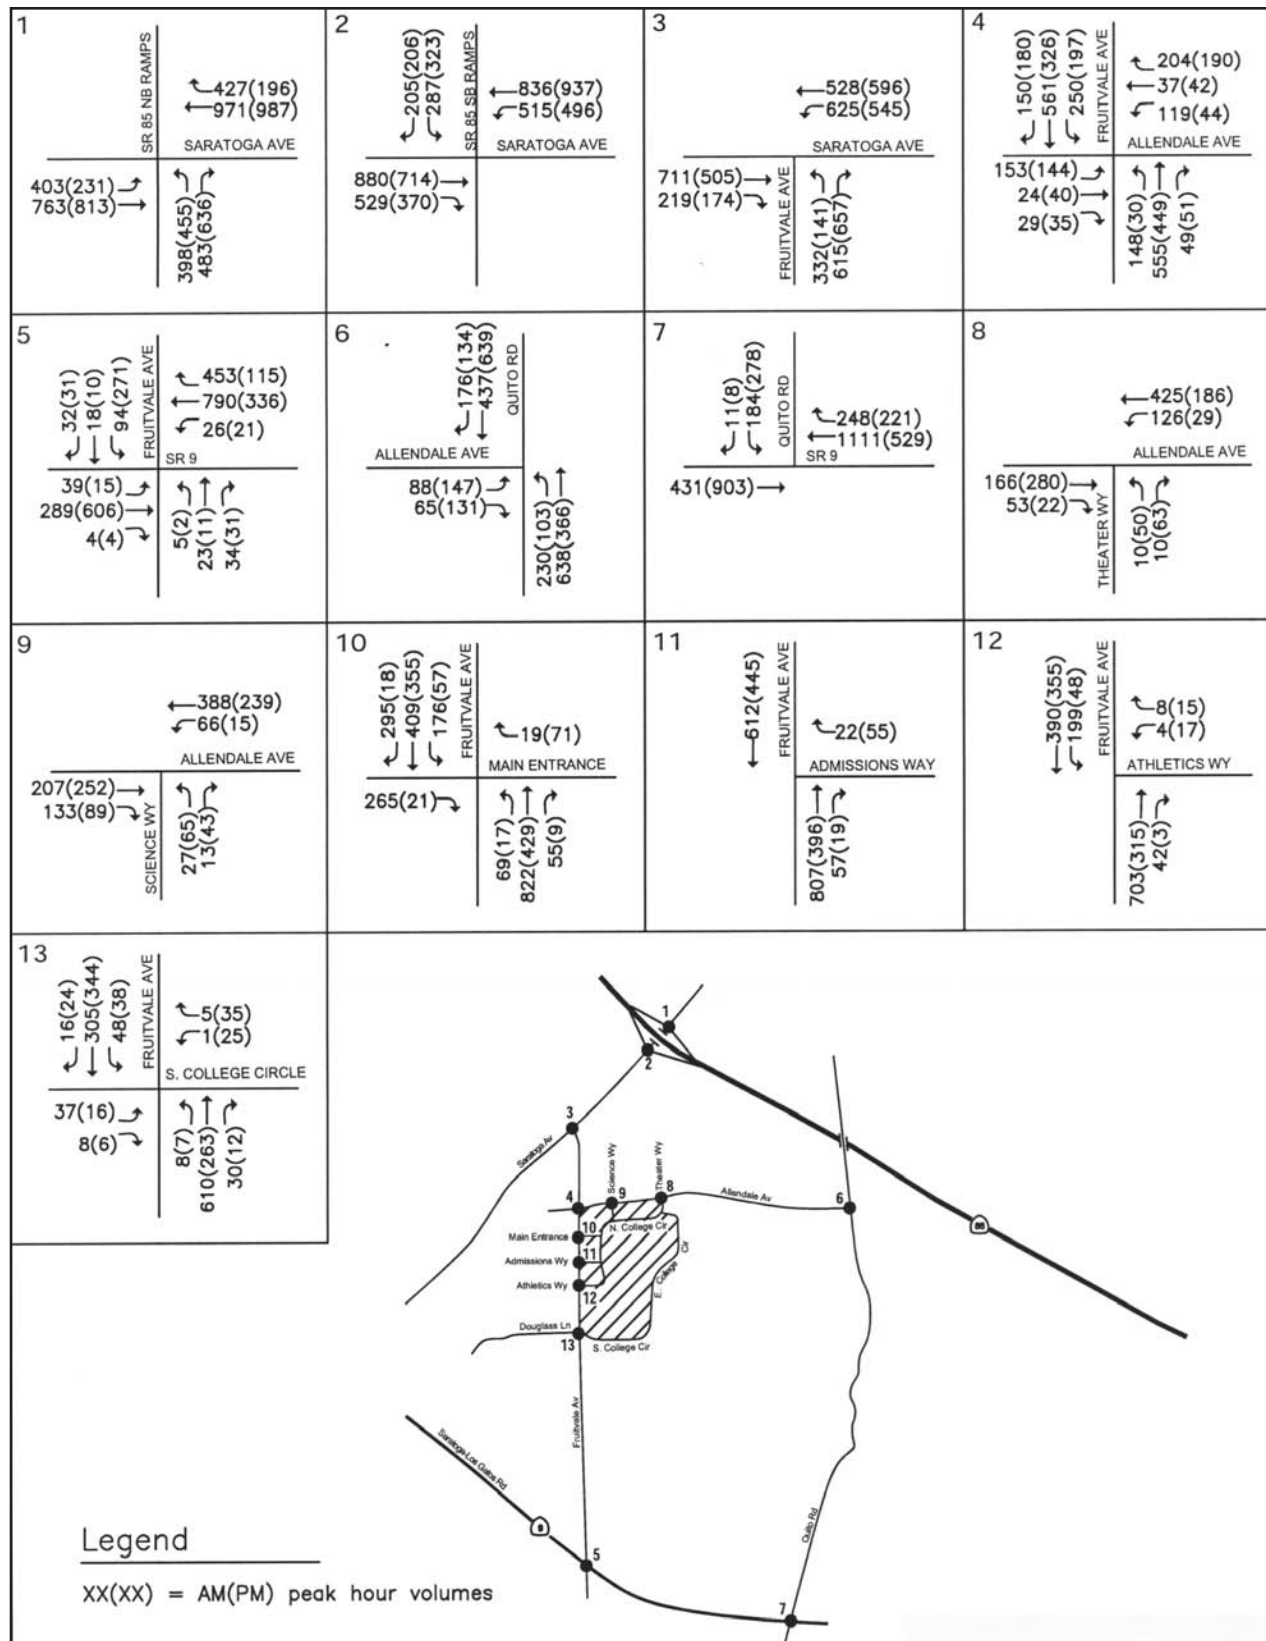 1
SR 85 NB RAMPS
427(196)
971(987)
SARATOGA AVE
403(231)
763(813)
398(455)
483(636)
2
205(206)
287(323)
SR 85 SB RAMPS
836(937)
515(496)
SARATOGA AVE
880(714)
529(370)
3
528(596)
625(545)
SARATOGA AVE
711(505)
219(174)
FRUITVALE AVE
332(141)
615(657)
4
150(180)
561(326)
250(197)
FRUITVALE AVE
204(190)
37(42)
119(44)
ALLENDALE AVE
153(144)
24(40)
29(35)
148(30)
555(449)
49(51)
5
32(31)
18(10)
94(271)
FRUITVALE AVE
453(115)
790(336)
26(21)
SR 9
39(15)
289(606)
4(4)
5(2)
23(11)
34(31)
6
176(134)
437(639)
QUITO RD
ALLENDALE AVE
88(147)
65(131)
230(103)
638(366)
7
11(8)
184(278)
QUITO RD
248(221)
1111(529)
SR 9
431(903)
8
425(186)
126(29)
ALLENDALE AVE
166(280)
53(22)
THEATER WY
10(50)
10(63)
9
388(239)
66(15)
ALLENDALE AVE
207(252)
133(89)
SCIENCE WY
27(65)
13(43)
10
295(18)
409(355)
176(57)
FRUITVALE AVE
19(71)
MAIN ENTRANCE
265(21)
69(17)
822(429)
55(9)
11
612(445)
FRUITVALE AVE
22(55)
ADMISSIONS WAY
807(396)
57(19)
12
390(355)
199(48)
FRUITVALE AVE
8(15)
4(17)
ATHLETICS WY
703(315)
42(3)
13
16(24)
305(344)
48(38)
FRUITVALE AVE
5(35)
1(25)
S. COLLEGE CIRCLE
37(16)
8(6)
8(7)
610(263)
30(12)
1
2
3
Saratoga Av
Science Wy
Theater Wy
4
9
8
Allendale Av
6
10
N. College Cir
Main Entrance
11
Admissions Wy
E. College Cir
Athletics Wy
12
Douglass Ln
13
S. College Cir
85
Fruitvale Av
Saratoga-Los Gatos Rd
9
5
Quito Rd
7
Legend
XX(XX) = AM(PM) peak hour volumes